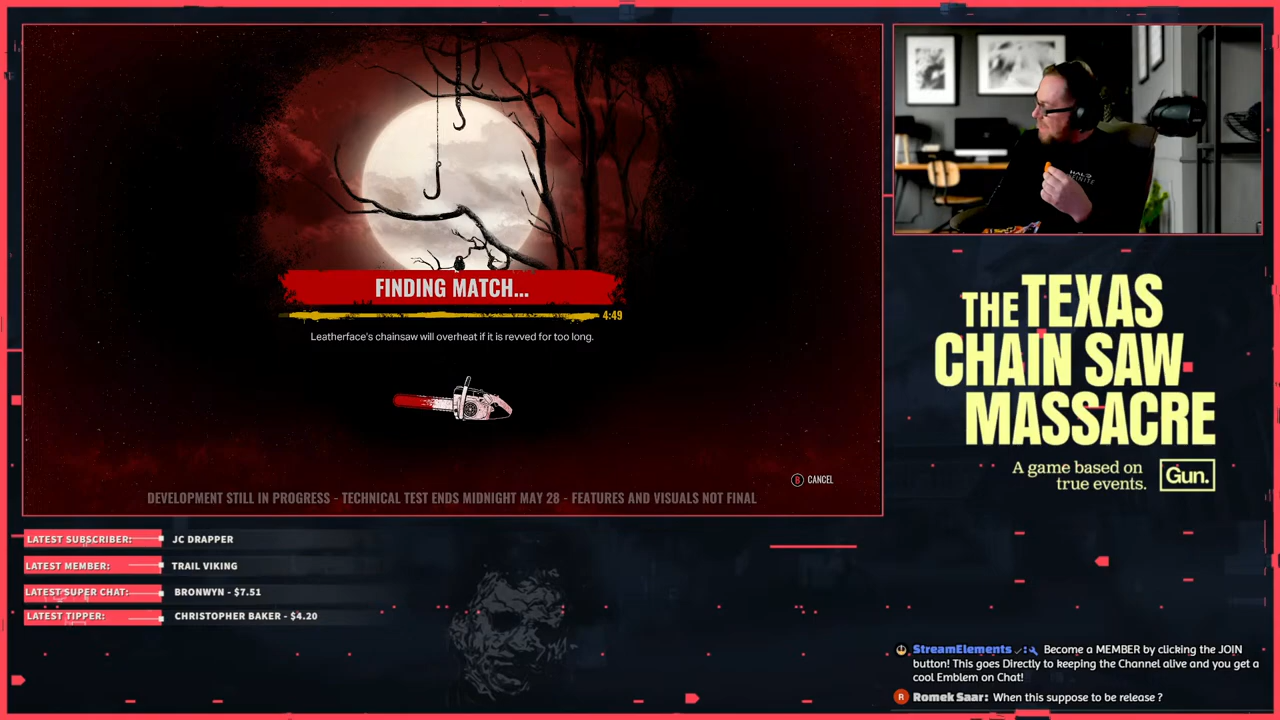 FINDING MATCH...
4:49
Leatherface's chainsaw will overheat if it is revved for too long.
B CANCEL
DEVELOPMENT STILL IN PROGRESS - TECHNICAL TEST ENDS MIDNIGHT MAY 28 - FEATURES AND VISUALS NOT FINAL
HALO
INFINITE
THE TEXAS
CHAIN SAW
MASSACRE
A game based on
true events.
Gun.
LATEST SUBSCRIBER: JC DRAPPER
LATEST MEMBER: TRAIL VIKING
LATEST SUPER CHAT: BRONWYN - $7.51
LATEST TIPPER: CHRISTOPHER BAKER - $4.20
StreamElements : Become a MEMBER by clicking the JOIN
button! This goes Directly to keeping the Channel alive and you get a
cool Emblem on Chat!
R Romek Saar: When this suppose to be release ?